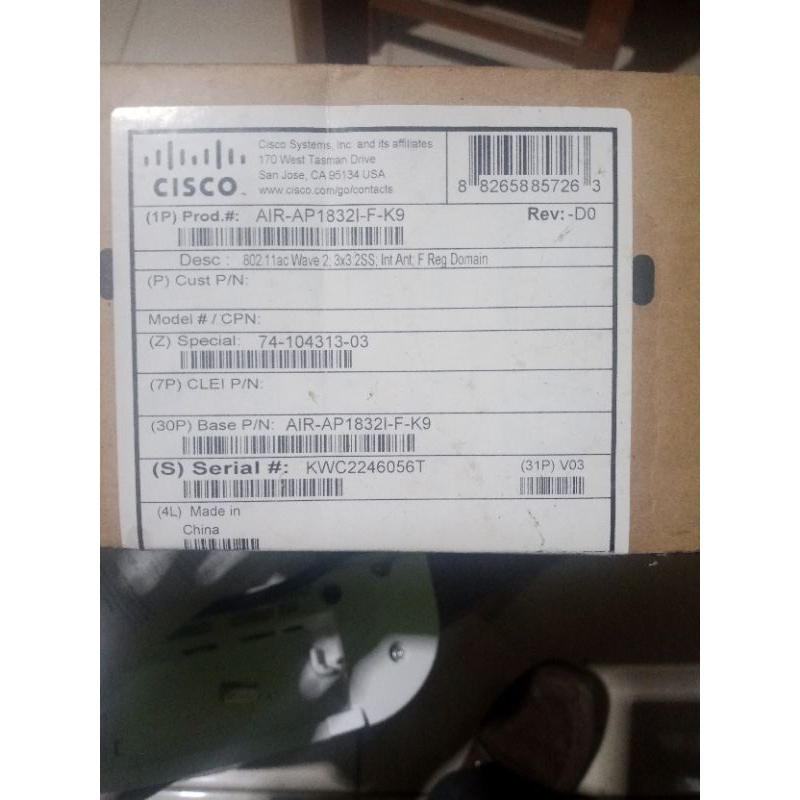 CISCO
Cisco Systems, Inc. and its affiliates
170 West Tasman Drive
San Jose, CA 95134 USA
www.cisco.com/go/contacts
8 82658 85726 3
(1P) Prod.#: AIR-AP1832I-F-K9 Rev: -D0
Desc : 802.11ac Wave 2, 3x3:2SS; Int Ant; F Reg Domain
(P) Cust P/N:
Model # / CPN:
(Z) Special: 74-104313-03
(7P) CLEI P/N:
(30P) Base P/N: AIR-AP1832I-F-K9
(S) Serial #: KWC2246056T (31P) V03
(4L) Made in
China